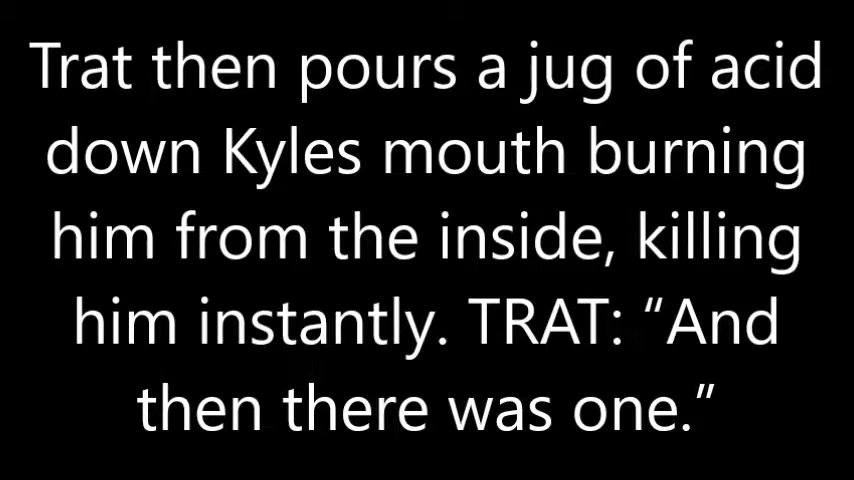 Trat then pours a jug of acid
down Kyles mouth burning
him from the inside, killing
him instantly. TRAT: “And
then there was one.”